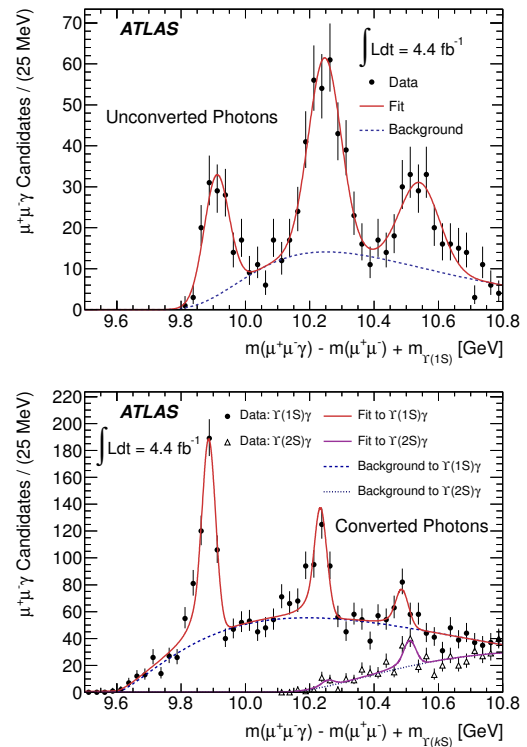 ATLAS
∫Ldt = 4.4 fb⁻¹
Unconverted Photons
Data
Fit
Background
μ⁺μ⁻γ Candidates / (25 MeV)
70
60
50
40
30
20
10
0
9.6 9.8 10.0 10.2 10.4 10.6 10.8
m(μ⁺μ⁻γ) - m(μ⁺μ⁻) + m_ϒ(1S) [GeV]
ATLAS
∫Ldt = 4.4 fb⁻¹
Data: ϒ(1S)γ
Data: ϒ(2S)γ
Fit to ϒ(1S)γ
Fit to ϒ(2S)γ
Background to ϒ(1S)γ
Background to ϒ(2S)γ
Converted Photons
μ⁺μ⁻γ Candidates / (25 MeV)
220
200
180
160
140
120
100
80
60
40
20
0
9.6 9.8 10.0 10.2 10.4 10.6 10.8
m(μ⁺μ⁻γ) - m(μ⁺μ⁻) + m_ϒ(kS) [GeV]